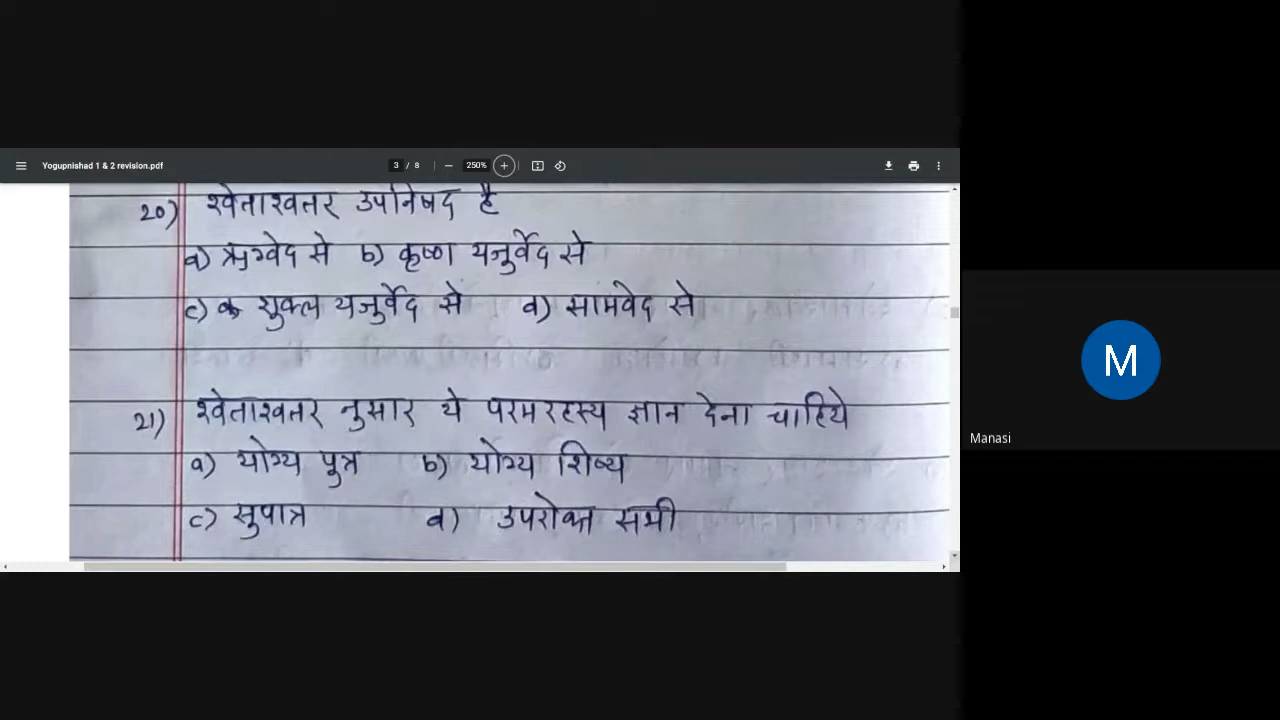 Yogupnishad 1 & 2 revision.pdf 3 / 8 250%
20) श्वेताश्वतर उपनिषद है
a) ऋग्वेद से b) कृष्ण यजुर्वेद से
c) शुक्ल यजुर्वेद से d) सामवेद से
21) श्वेताश्वतर नुसार ये परमरहस्य ज्ञान देना चाहिये
a) योग्य पुत्र b) योग्य शिष्य
c) सुपात्र d) उपरोक्त सभी
M
Manasi